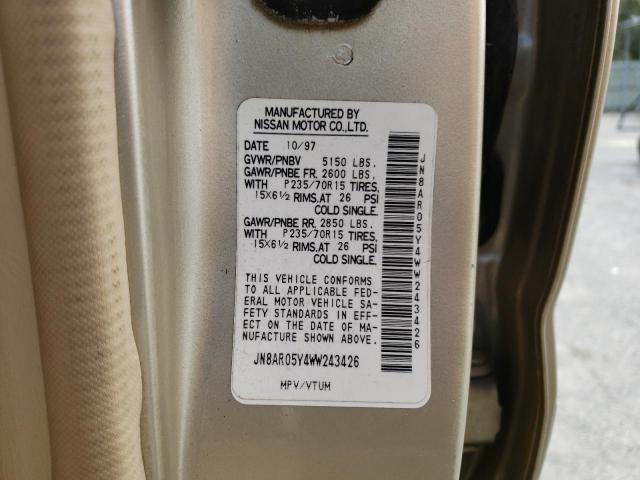 MANUFACTURED BY
NISSAN MOTOR CO.,LTD.
DATE 10/97
GVWR/PNBV 5150 LBS.
GAWR/PNBE FR. 2600 LBS.
WITH P235/70R15 TIRES,
15X6½ RIMS,AT 26 PSI
COLD SINGLE.
GAWR/PNBE RR. 2850 LBS.
WITH P235/70R15 TIRES,
15X6½ RIMS,AT 26 PSI
COLD SINGLE.
THIS VEHICLE CONFORMS
TO ALL APPLICABLE FED-
ERAL MOTOR VEHICLE SA-
FETY STANDARDS IN EFF-
ECT ON THE DATE OF MA-
NUFACTURE SHOWN ABOVE.
JN8AR05Y4WW243426
MPV/VTUM
JN8AR05Y4WW243426